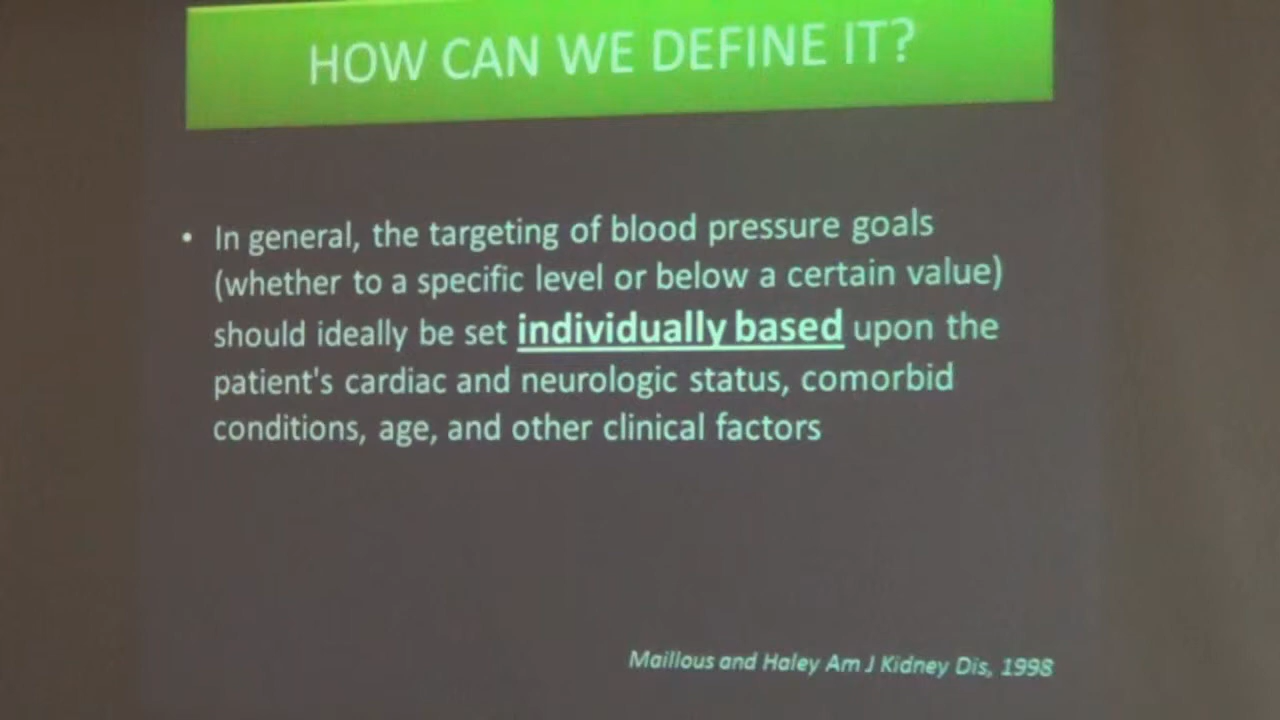 HOW CAN WE DEFINE IT?
• In general, the targeting of blood pressure goals
(whether to a specific level or below a certain value)
should ideally be set individually based upon the
patient's cardiac and neurologic status, comorbid
conditions, age, and other clinical factors
Maillous and Haley Am J Kidney Dis, 1998